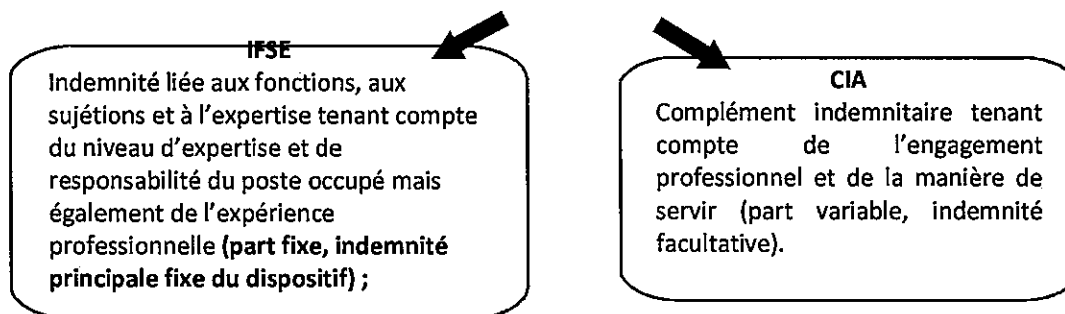 IFSE
Indemnité liée aux fonctions, aux
sujétions et à l'expertise tenant compte
du niveau d'expertise et de
responsabilité du poste occupé mais
également de l'expérience
professionnelle (part fixe, indemnité
principale fixe du dispositif) ;
CIA
Complément indemnitaire tenant
compte de l'engagement
professionnel et de la manière de
servir (part variable, indemnité
facultative).